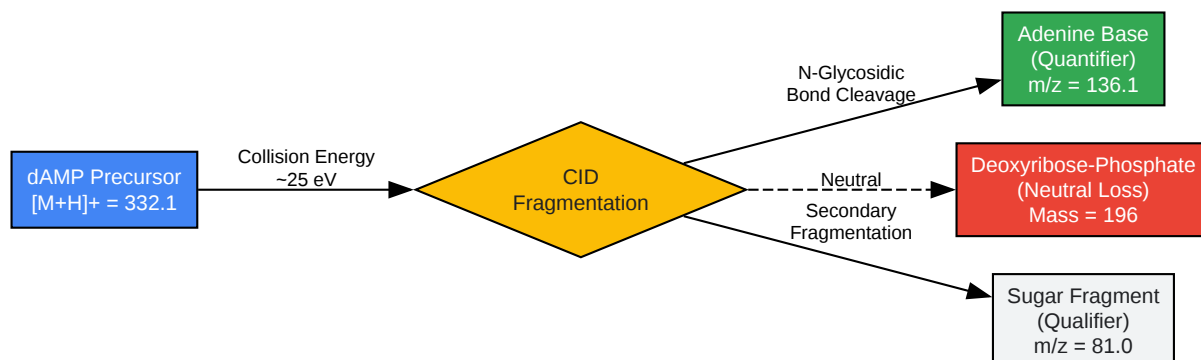 dAMP Precursor
[M+H]+ = 332.1
Collision Energy
~25 eV
CID
Fragmentation
N-Glycosidic
Bond Cleavage
Adenine Base
(Quantifier)
m/z = 136.1
Neutral
Deoxyribose-Phosphate
(Neutral Loss)
Mass = 196
Secondary
Fragmentation
Sugar Fragment
(Qualifier)
m/z = 81.0